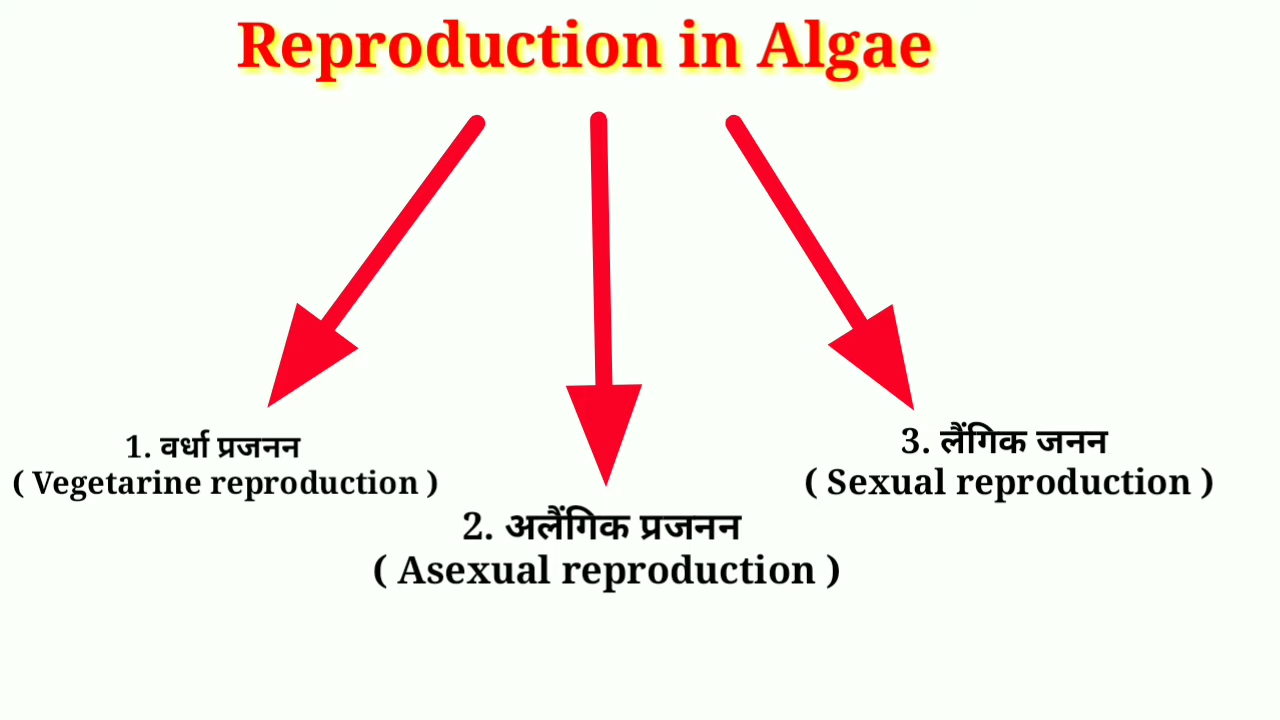 Reproduction in Algae
1. वर्धा प्रजनन
( Vegetarine reproduction )
2. अलैंगिक प्रजनन
( Asexual reproduction )
3. लैंगिक जनन
( Sexual reproduction )